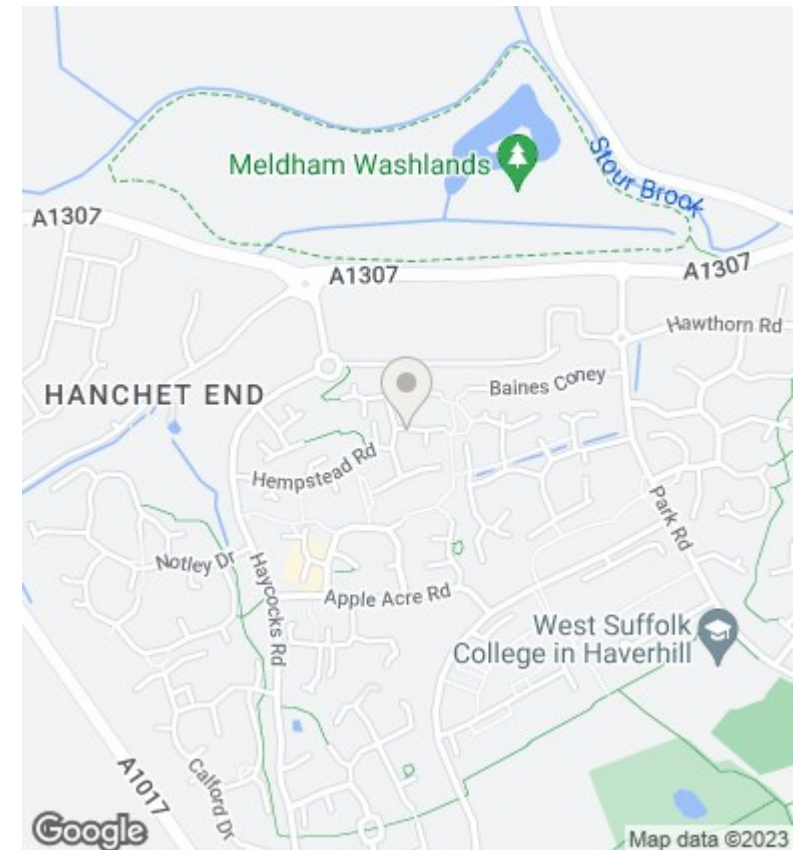 Meldham Washlands
Stour Brook
A1307
A1307
A1307
Hawthorn Rd
HANCHET END
Baines Coney
Hempstead Rd
Park Rd
Notley Dr
Haycocks Rd
Apple Acre Rd
West Suffolk
College in Haverhill
A1017
Calford Dr
Google
Map data ©2023